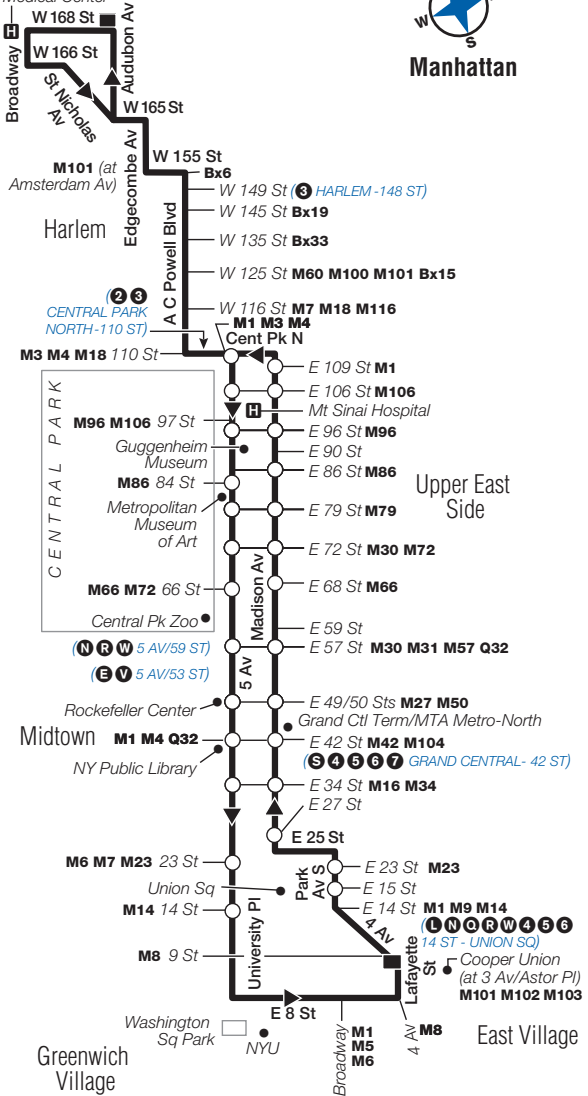 Medical Center
W 168 St
H
Broadway
W 166 St
St Nicholas
Av
Audubon Av
W 165 St
W
S
Manhattan
Edgecombe Av
W 155 St
M101 (at
Amsterdam Av)
Bx6
W 149 St (3 HARLEM -148 ST)
W 145 St Bx19
Harlem
W 135 St Bx33
A C Powell Blvd
W 125 St M60 M100 M101 Bx15
(2 3
CENTRAL PARK
NORTH-110 ST)
W 116 St M7 M18 M116
M1 M3 M4
Cent Pk N
M3 M4 M18 110 St
E 109 St M1
E 106 St M106
CENTRAL PARK
H Mt Sinai Hospital
M96 M106 97 St
E 96 St M96
Guggenheim
Museum
E 90 St
E 86 St M86
M86 84 St
Upper East
Side
Metropolitan
Museum
of Art
E 79 St M79
E 72 St M30 M72
Madison Av
M66 M72 66 St
E 68 St M66
Central Pk Zoo
E 59 St
(N R W 5 AV/59 ST)
E 57 St M30 M31 M57 Q32
5 Av
(E V 5 AV/53 ST)
Rockefeller Center
E 49/50 Sts M27 M50
Grand Ctl Term/MTA Metro-North
Midtown
M1 M4 Q32
E 42 St M42 M104
(S 4 5 6 7 GRAND CENTRAL- 42 ST)
NY Public Library
E 34 St M16 M34
E 27 St
E 25 St
M6 M7 M23 23 St
Park
Av S
E 23 St M23
Union Sq
E 15 St
M14 14 St
E 14 St M1 M9 M14
(L N Q R W 4 5 6
14 ST - UNION SQ)
4 Av
University Pl
M8 9 St
Lafayette
St
Cooper Union
(at 3 Av/Astor Pl)
M101 M102 M103
E 8 St
Washington
Sq Park
NYU
Broadway
M1
M5
M6
4 Av
M8
East Village
Greenwich
Village